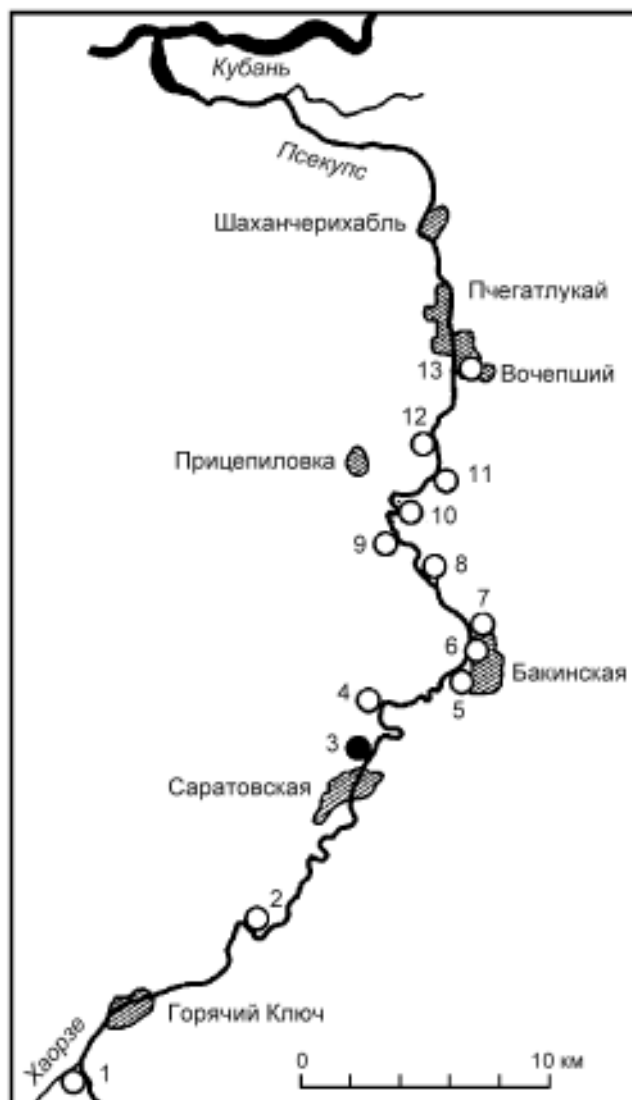 Кубань
Псекупс
Шаханчерихабль
Пчегатлукай
13
Вочепший
12
Прицепиловка
11
10
9
8
7
6
Бакинская
4
5
3
Саратовская
2
Горячий Ключ
Хаорзе
1
0 10 км